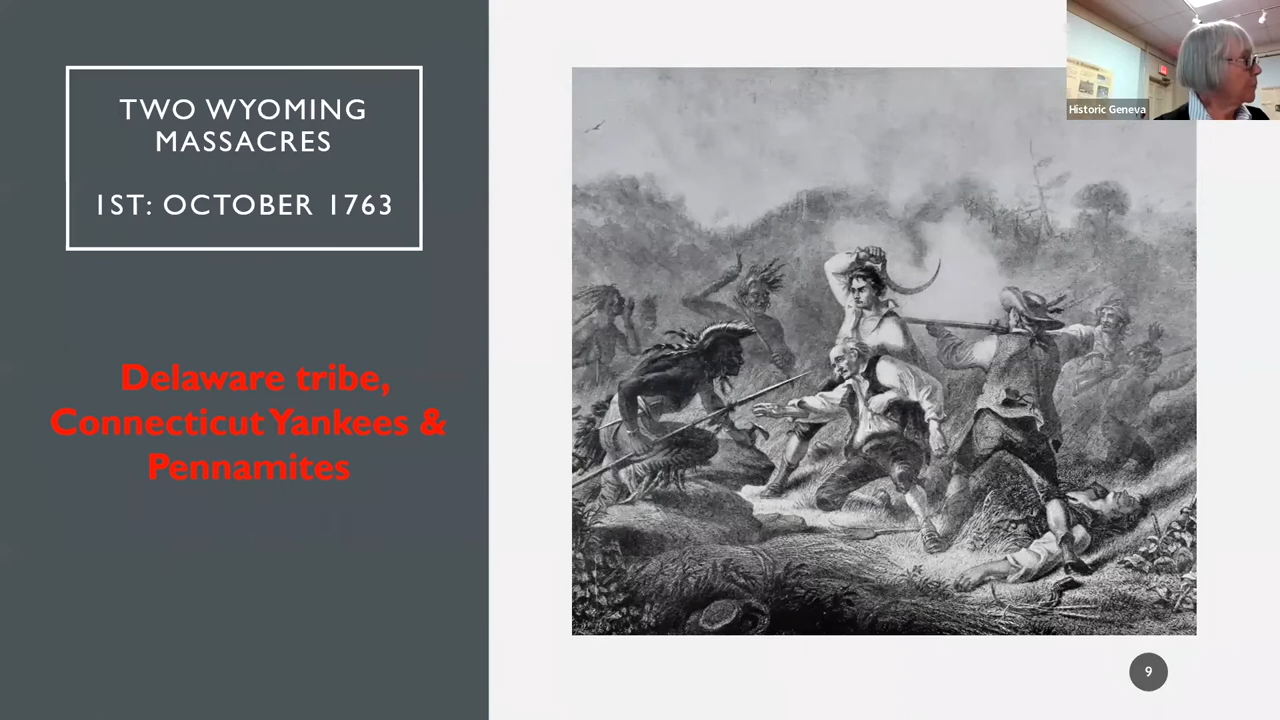 TWO WYOMING
MASSACRES
1ST: OCTOBER 1763
Delaware tribe,
Connecticut Yankees &
Pennamites
Historic Geneva
9